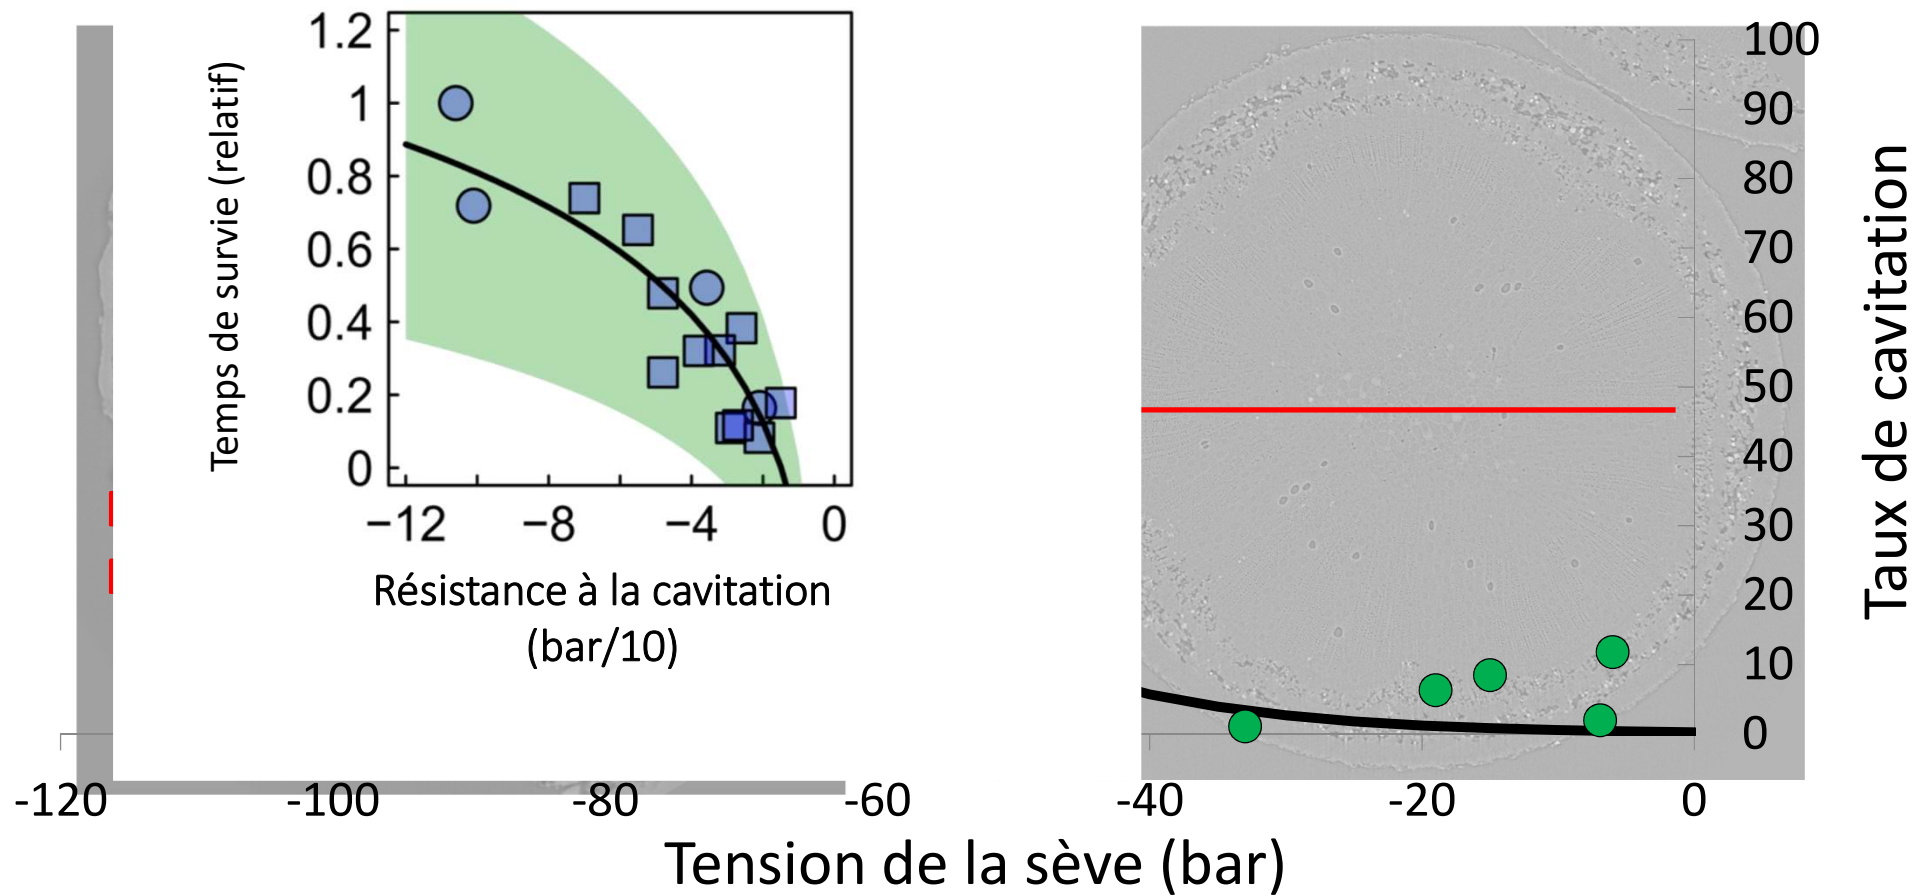 1.2
1
0.8
0.6
0.4
0.2
0
Temps de survie (relatif)
−12 −8 −4 0
Résistance à la cavitation
(bar/10)
100
90
80
70
60
50
40
30
20
10
0
Taux de cavitation
-120 -100 -80 -60 -40 -20 0
Tension de la sève (bar)